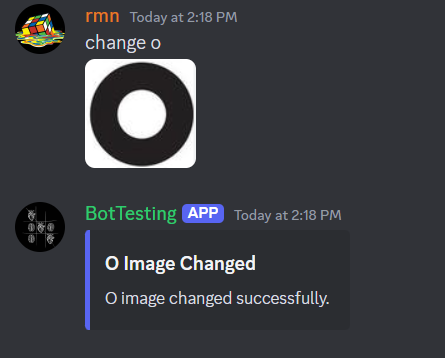 rmn Today at 2:18 PM
change o
BotTesting APP Today at 2:18 PM
O Image Changed
O image changed successfully.